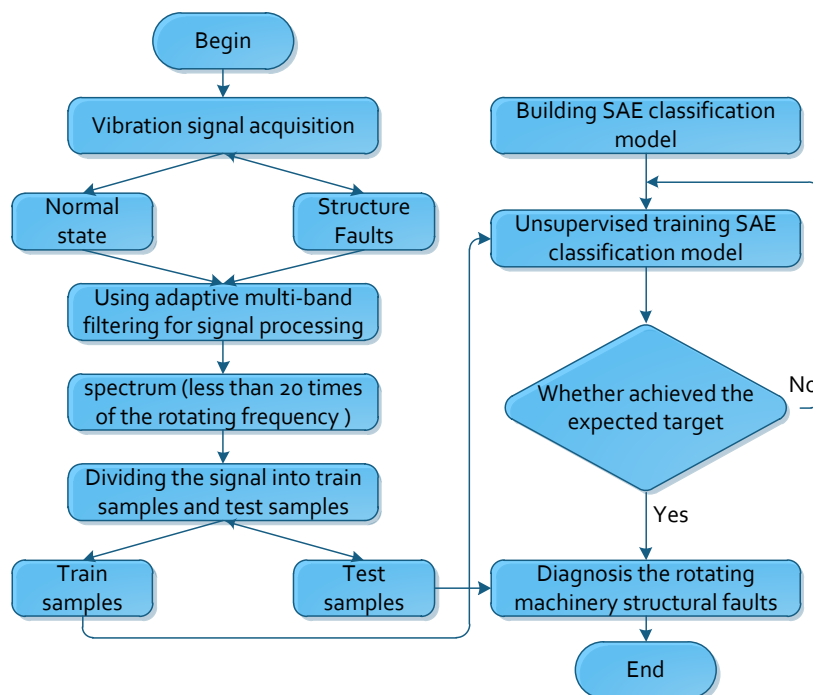 Begin
Vibration signal acquisition
Normal
state
Structure
Faults
Using adaptive multi-band
filtering for signal processing
spectrum (less than 20 times
of the rotating frequency )
Dividing the signal into train
samples and test samples
Train
samples
Test
samples
Building SAE classification
model
Unsupervised training SAE
classification model
Whether achieved the
expected target
No
Yes
Diagnosis the rotating
machinery structural faults
End